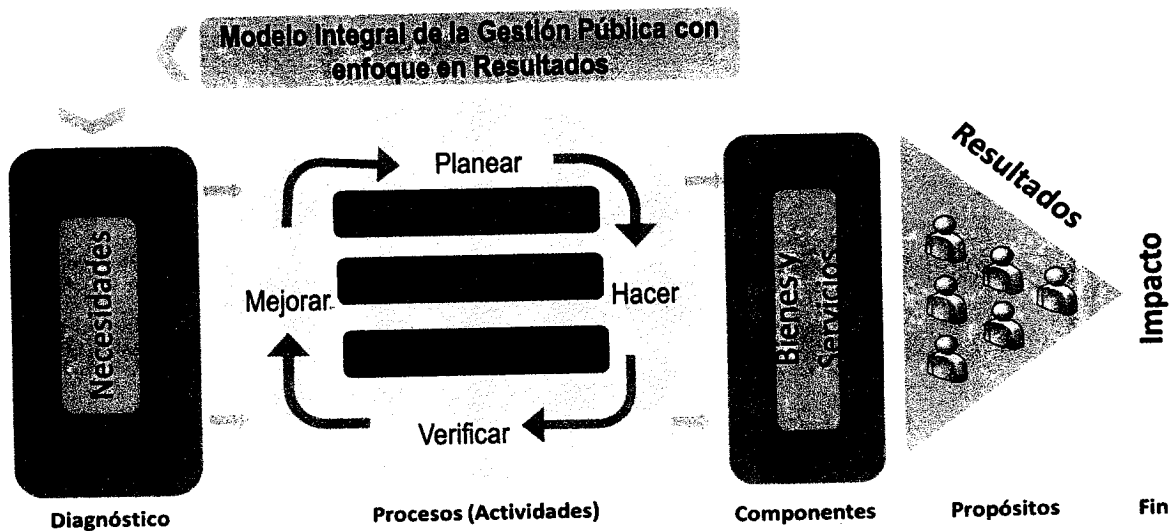 Modelo Integral de la Gestión Pública con
enfoque en Resultados
Necesidades
Planear
Hacer
Verificar
Mejorar
Bienes y
Servicios
Resultados
Impacto
Diagnóstico
Procesos (Actividades)
Componentes
Propósitos
Fin